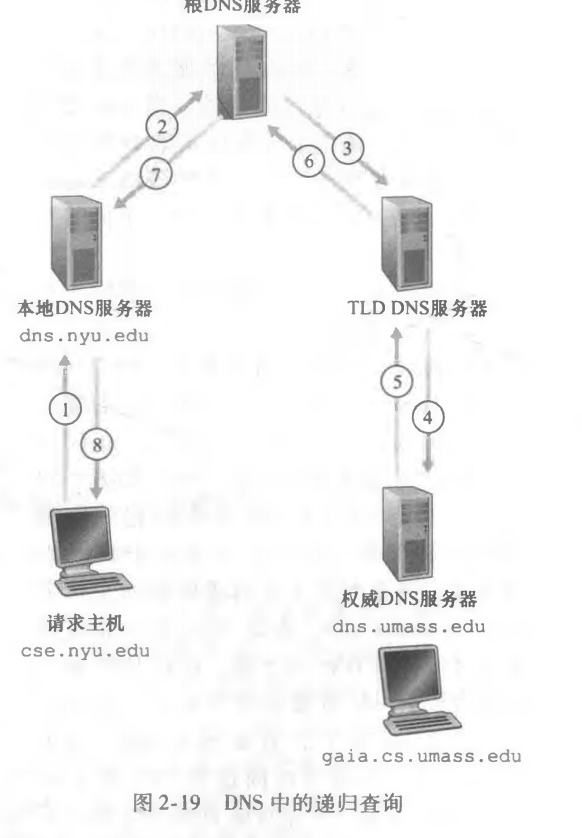 根DNS服务器
2
7
6
3
本地DNS服务器
dns.nyu.edu
TLD DNS服务器
1
8
5
4
请求主机
cse.nyu.edu
权威DNS服务器
dns.umass.edu
gaia.cs.umass.edu
图2-19 DNS 中的递归查询